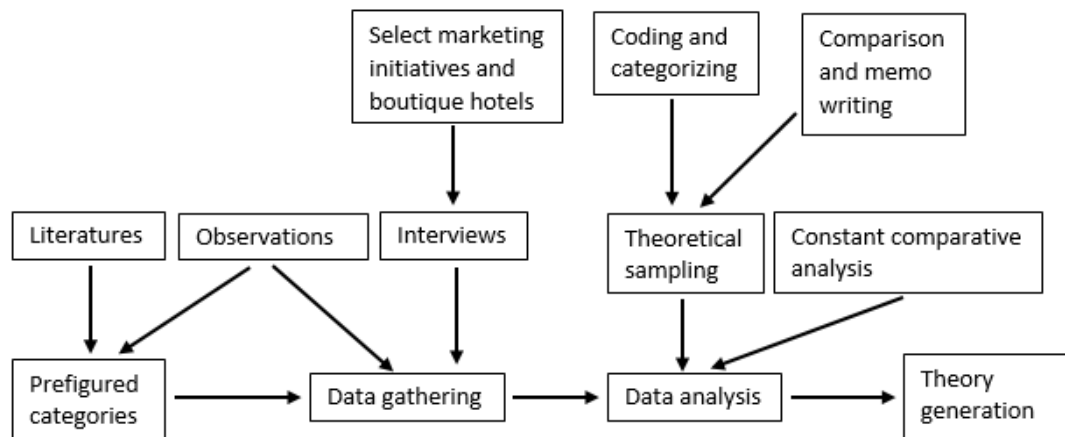 Select marketing
initiatives and
boutique hotels
Coding and
categorizing
Comparison
and memo
writing
Literatures
Observations
Interviews
Theoretical
sampling
Constant comparative
analysis
Prefigured
categories
Data gathering
Data analysis
Theory
generation